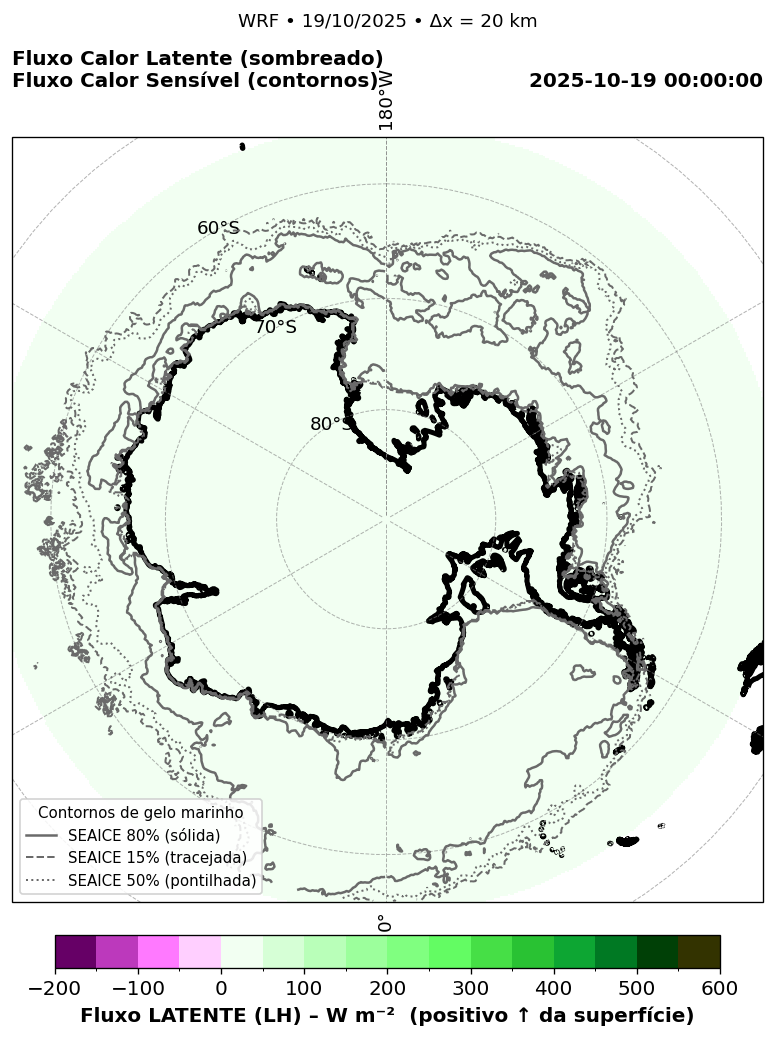 WRF • 19/10/2025 • Δx = 20 km
Fluxo Calor Latente (sombreado)
Fluxo Calor Sensível (contornos)
2025-10-19 00:00:00
180°W
60°S
70°S
80°S
Contornos de gelo marinho
SEAICE 80% (sólida)
SEAICE 15% (tracejada)
SEAICE 50% (pontilhada)
0°
−200 −100 0 100 200 300 400 500 600
Fluxo LATENTE (LH) – W m⁻² (positivo ↑ da superfície)